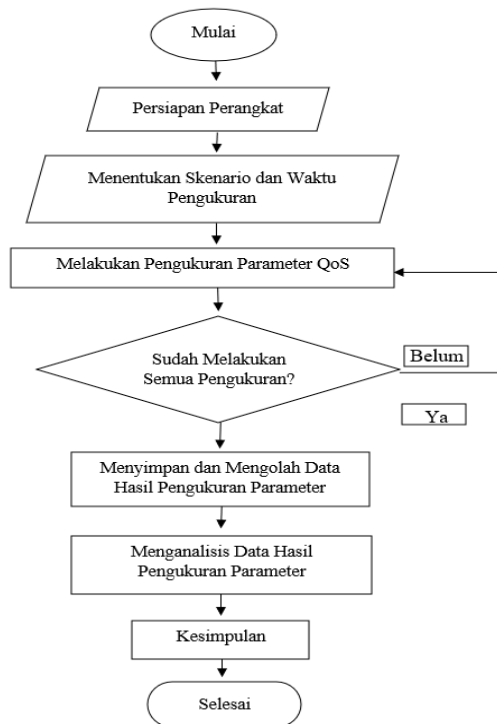 Mulai
Persiapan Perangkat
Menentukan Skenario dan Waktu
Pengukuran
Melakukan Pengukuran Parameter QoS
Sudah Melakukan
Semua Pengukuran?
Belum
Ya
Menyimpan dan Mengolah Data
Hasil Pengukuran Parameter
Menganalisis Data Hasil
Pengukuran Parameter
Kesimpulan
Selesai